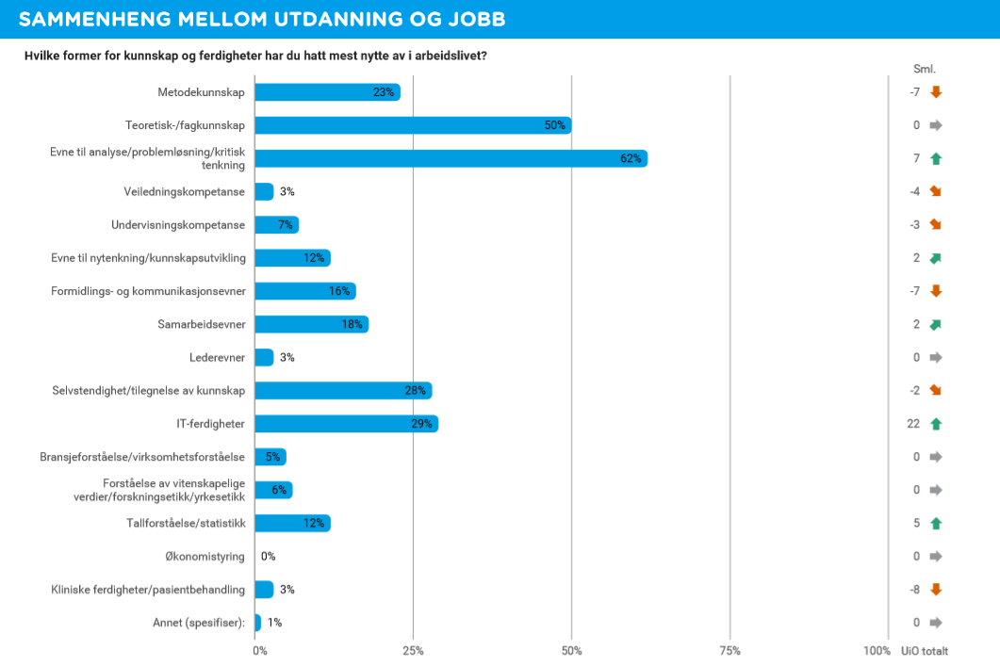 SAMMENHENG MELLOM UTDANNING OG JOBB
Hvilke former for kunnskap og ferdigheter har du hatt mest nytte av i arbeidslivet?
Sml.
Metodekunnskap 23% -7
Teoretisk-/fagkunnskap 50% 0
Evne til analyse/problemløsning/kritisk
tenkning 62% 7
Veiledningskompetanse 3% -4
Undervisningskompetanse 7% -3
Evne til nytenkning/kunnskapsutvikling 12% 2
Formidlings- og kommunikasjonsevner 16% -7
Samarbeidsevner 18% 2
Lederevner 3% 0
Selvstendighet/tilegnelse av kunnskap 28% -2
IT-ferdigheter 29% 22
Bransjeforståelse/virksomhetsforståelse 5% 0
Forståelse av vitenskapelige
verdier/forskningsetikk/yrkesetikk 6% 0
Tallforståelse/statistikk 12% 5
Økonomistyring 0% 0
Kliniske ferdigheter/pasientbehandling 3% -8
Annet (spesifiser): 1% 0
0% 25% 50% 75% 100% UiO totalt